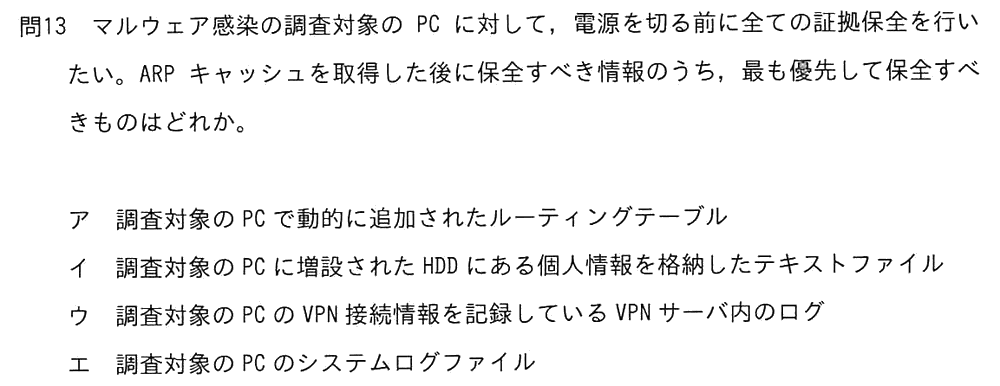 問13 マルウェア感染の調査対象の PC に対して，電源を切る前に全ての証拠保全を行い
たい。ARP キャッシュを取得した後に保全すべき情報のうち，最も優先して保全すべ
きものはどれか。
ア 調査対象の PC で動的に追加されたルーティングテーブル
イ 調査対象の PC に増設された HDD にある個人情報を格納したテキストファイル
ウ 調査対象の PC の VPN 接続情報を記録している VPN サーバ内のログ
エ 調査対象の PC のシステムログファイル